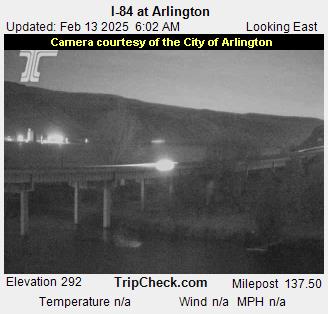 I-84 at Arlington
Updated: Feb 13 2025 6:02 AM Looking East
Camera courtesy of the City of Arlington
Elevation 292 TripCheck.com Milepost 137.50
Temperature n/a Wind n/a MPH n/a